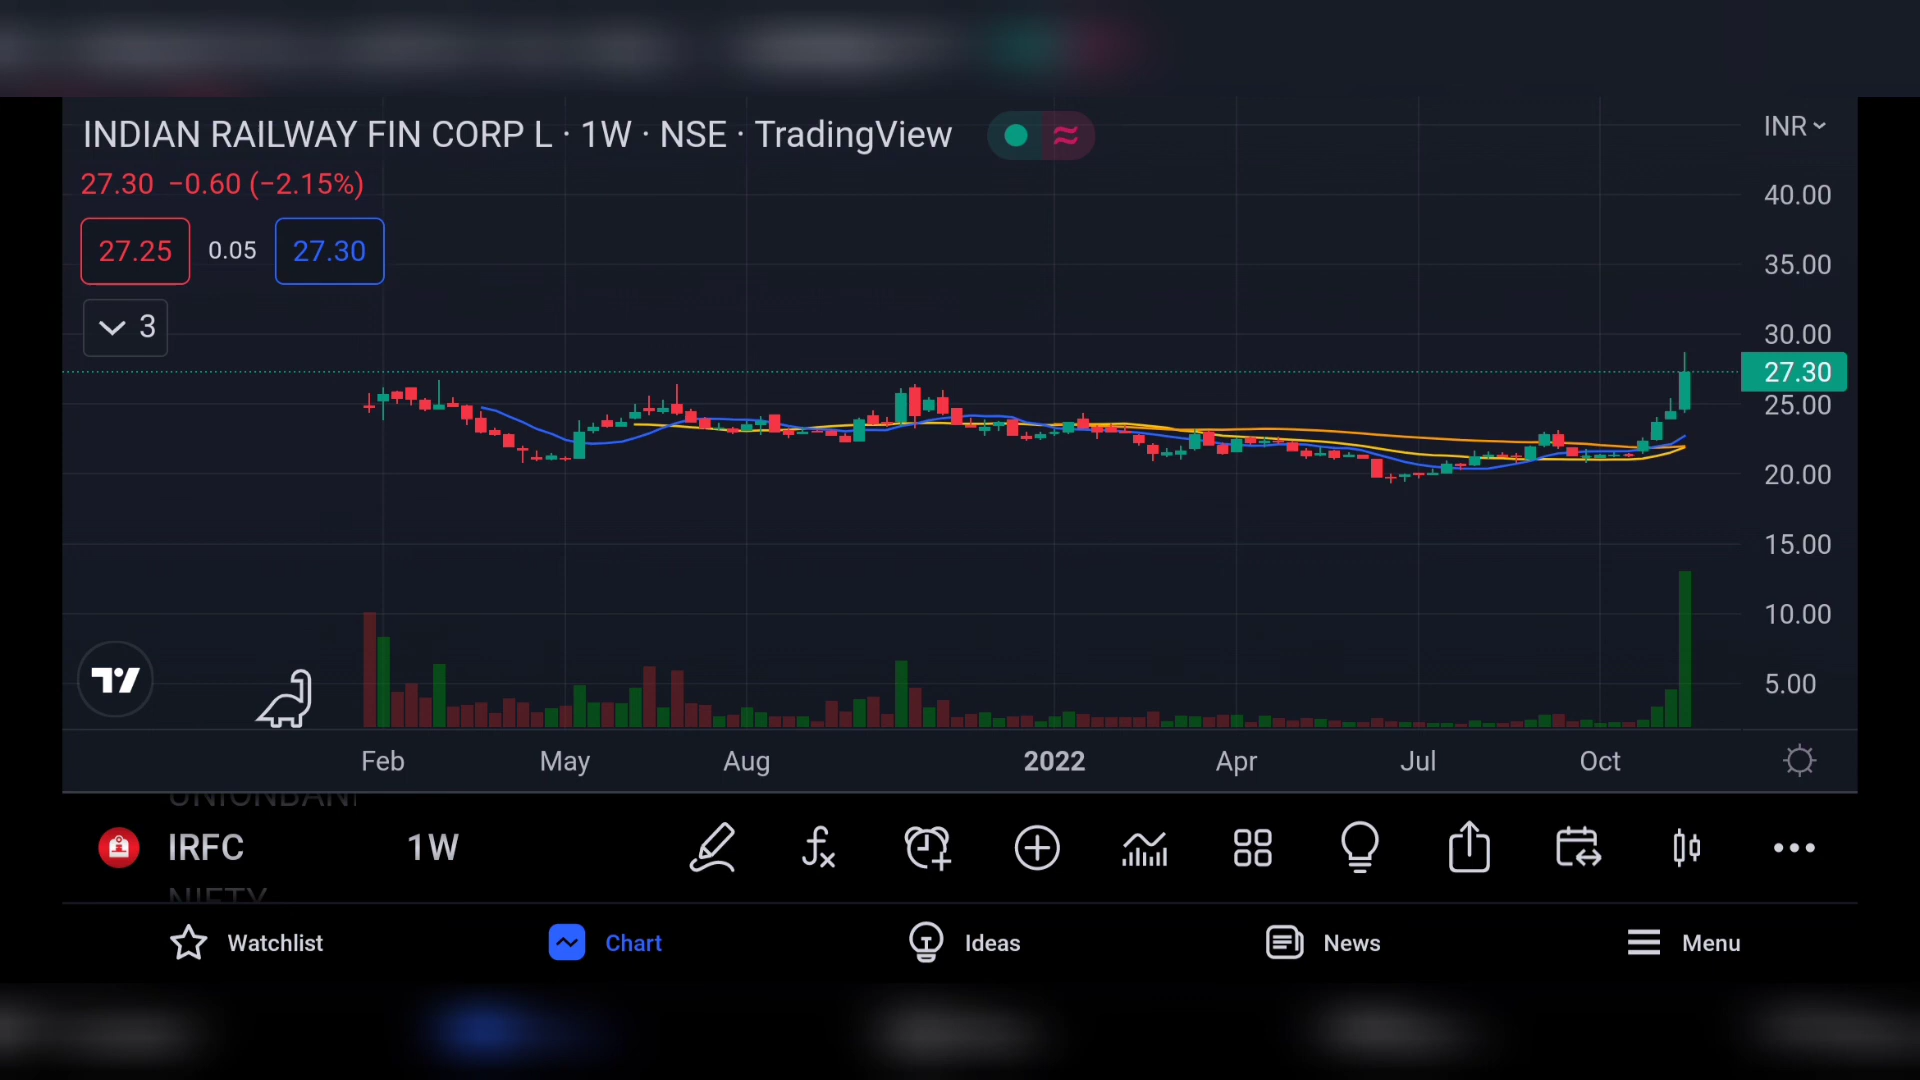 INDIAN RAILWAY FIN CORP L · 1W · NSE · TradingView
INR
27.30 −0.60 (−2.15%)
27.25 0.05 27.30
3
40.00
35.00
30.00
27.30
25.00
20.00
15.00
10.00
5.00
Feb May Aug 2022 Apr Jul Oct
IRFC 1W
NIFTY
Watchlist Chart Ideas News Menu